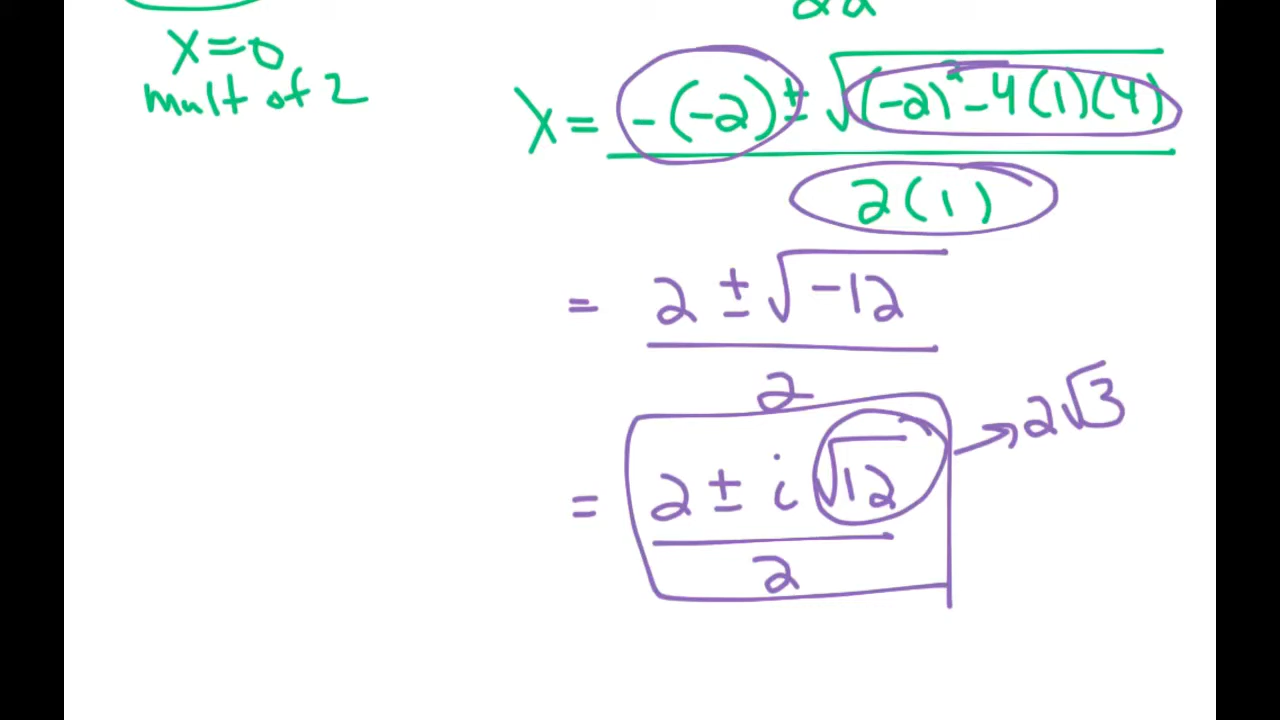 2a
x=0
mult of 2
x = -(-2) ± √(-2)² - 4(1)(4)
2(1)
= 2 ± √-12
2
→ 2√3
= 2 ± i √12
2